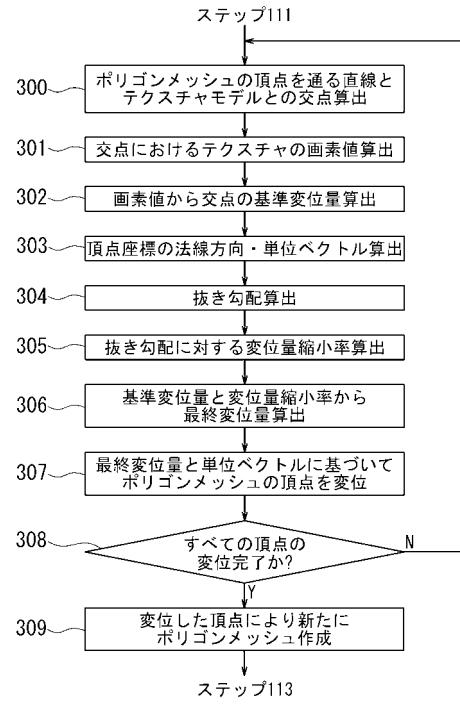 ステップ111
300
ポリゴンメッシュの頂点を通る直線と
テクスチャモデルとの交点算出
301
交点におけるテクスチャの画素値算出
302
画素値から交点の基準変位量算出
303
頂点座標の法線方向・単位ベクトル算出
304
抜き勾配算出
305
抜き勾配に対する変位量縮小率算出
306
基準変位量と変位量縮小率から
最終変位量算出
307
最終変位量と単位ベクトルに基づいて
ポリゴンメッシュの頂点を変位
308
すべての頂点の
変位完了か?
N
Y
309
変位した頂点により新たに
ポリゴンメッシュ作成
ステップ113